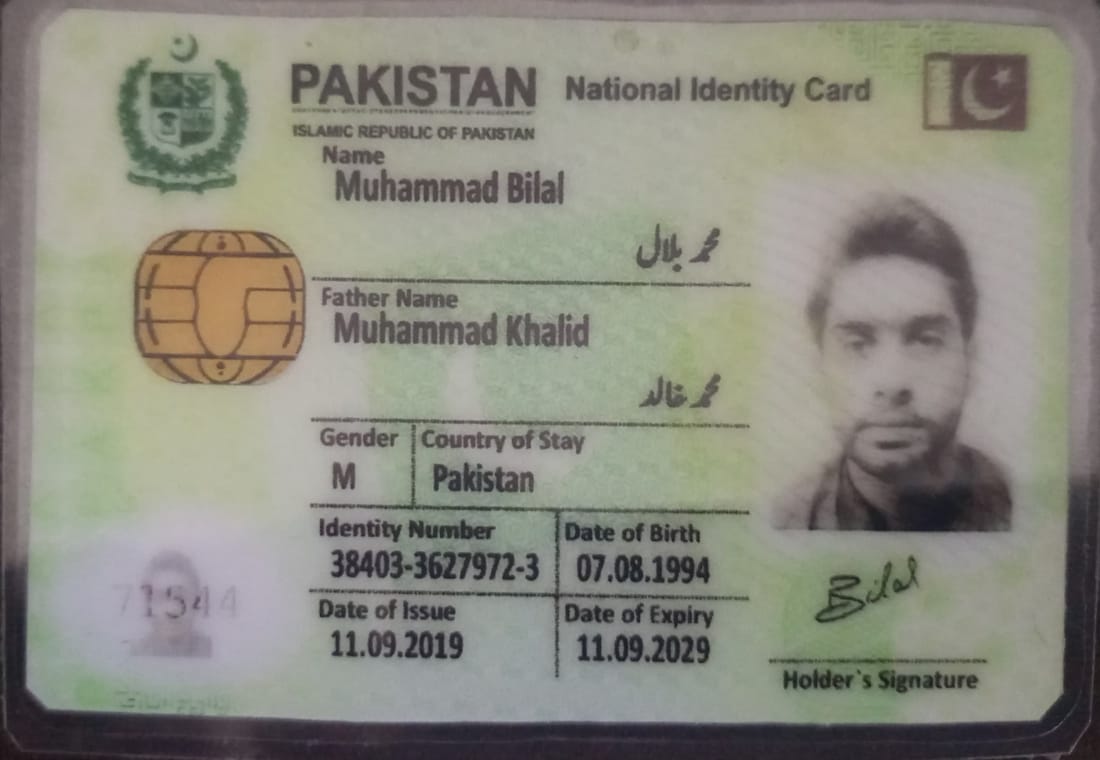 PAKISTAN National Identity Card
ISLAMIC REPUBLIC OF PAKISTAN
Name
Muhammad Bilal
محمد بلال
Father Name
Muhammad Khalid
محمد خالد
Gender Country of Stay
M Pakistan
Identity Number Date of Birth
38403-3627972-3 07.08.1994
Date of Issue Date of Expiry
11.09.2019 11.09.2029
71544
Bilal
Holder`s Signature